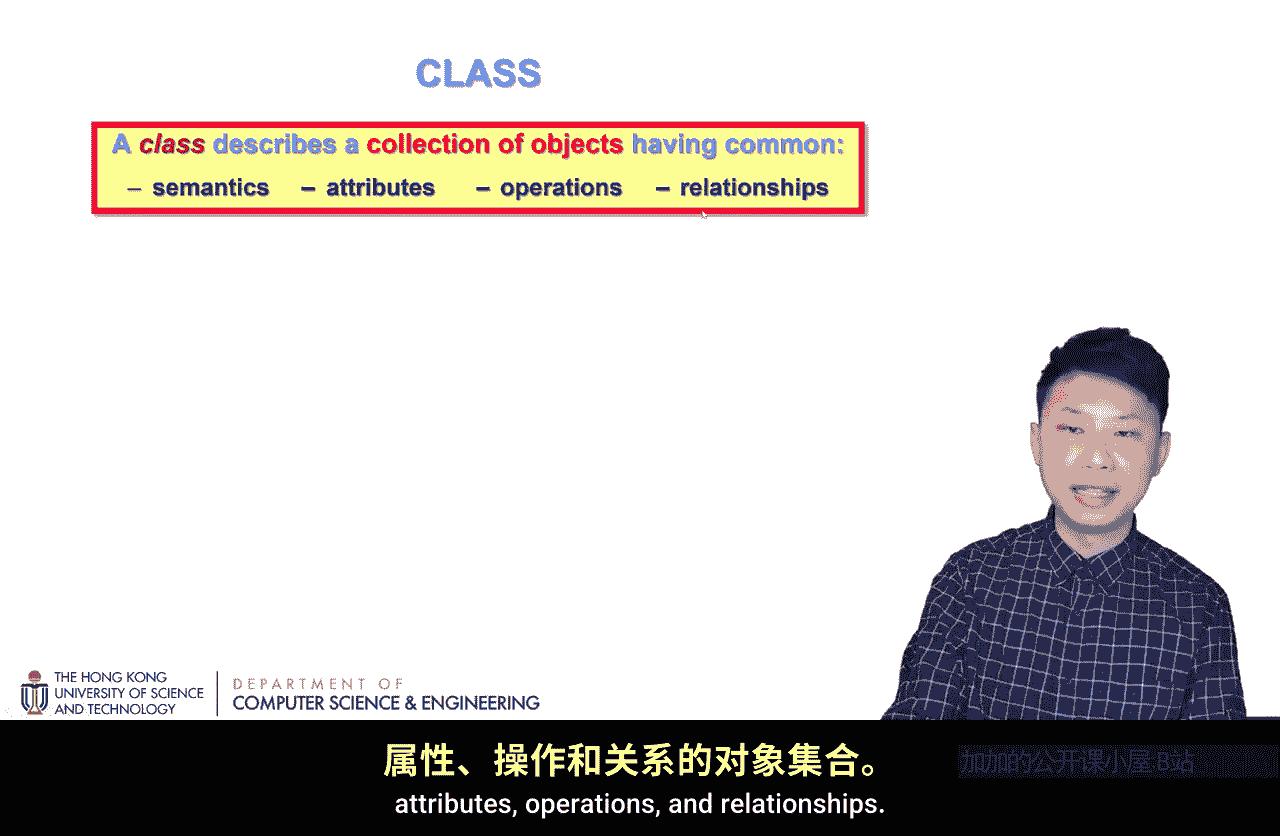 CLASS
A class describes a collection of objects having common:
– semantics – attributes – operations – relationships
THE HONG KONG
UNIVERSITY OF SCIENCE
AND TECHNOLOGY
DEPARTMENT OF
COMPUTER SCIENCE & ENGINEERING
属性、操作和关系的对象集合。
加加的公开课小屋 B站
attributes, operations, and relationships.